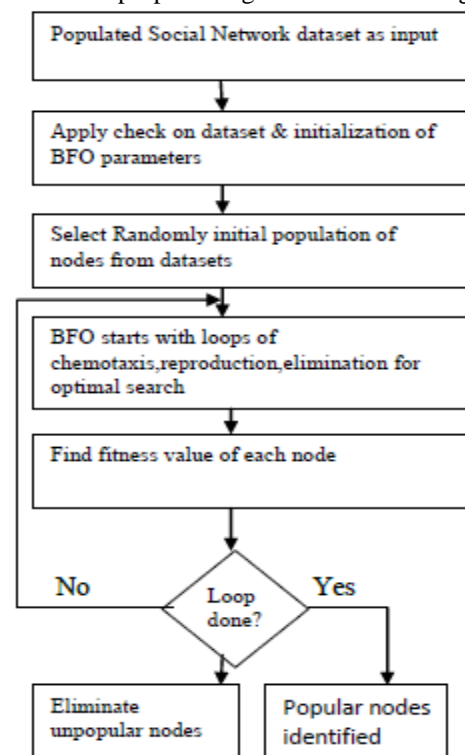 Populated Social Network dataset as input
Apply check on dataset & initialization of
BFO parameters
Select Randomly initial population of
nodes from datasets
BFO starts with loops of
chemotaxis,reproduction,elimination for
optimal search
Find fitness value of each node
No
Yes
Loop
done?
Eliminate
unpopular nodes
Popular nodes
identified